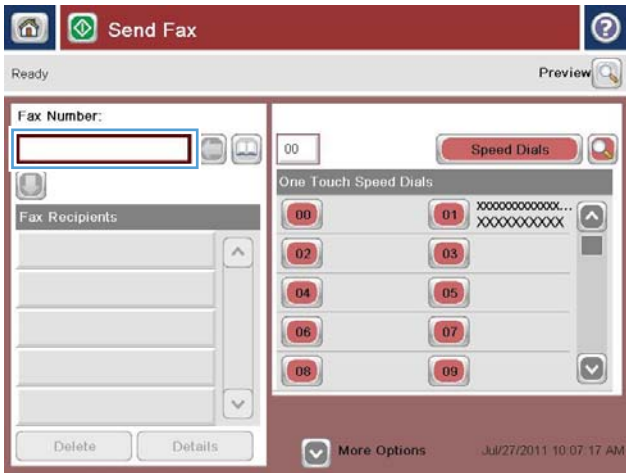 Send Fax
Ready
Preview
Fax Number:
00
Speed Dials
One Touch Speed Dials
Fax Recipients
00
01
XXXXXXXXXXXXX...
XXXXXXXXXXX
02
03
04
05
06
07
08
09
Delete
Details
More Options
Jul/27/2011 10:07:17 AM